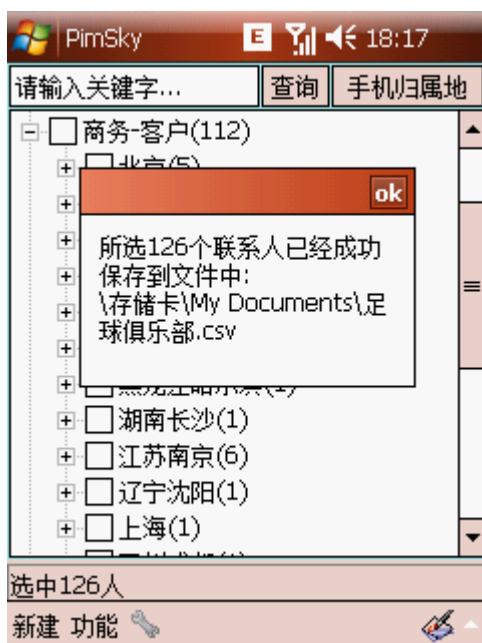 PimSky E 18:17
请输入关键字... 查询 手机归属地
商务-客户(112)
北京(5)
ok
所选126个联系人已经成功
保存到文件中:
\存储卡\My Documents\足
球俱乐部.csv
湖南长沙(1)
江苏南京(6)
辽宁沈阳(1)
上海(1)
选中126人
新建 功能